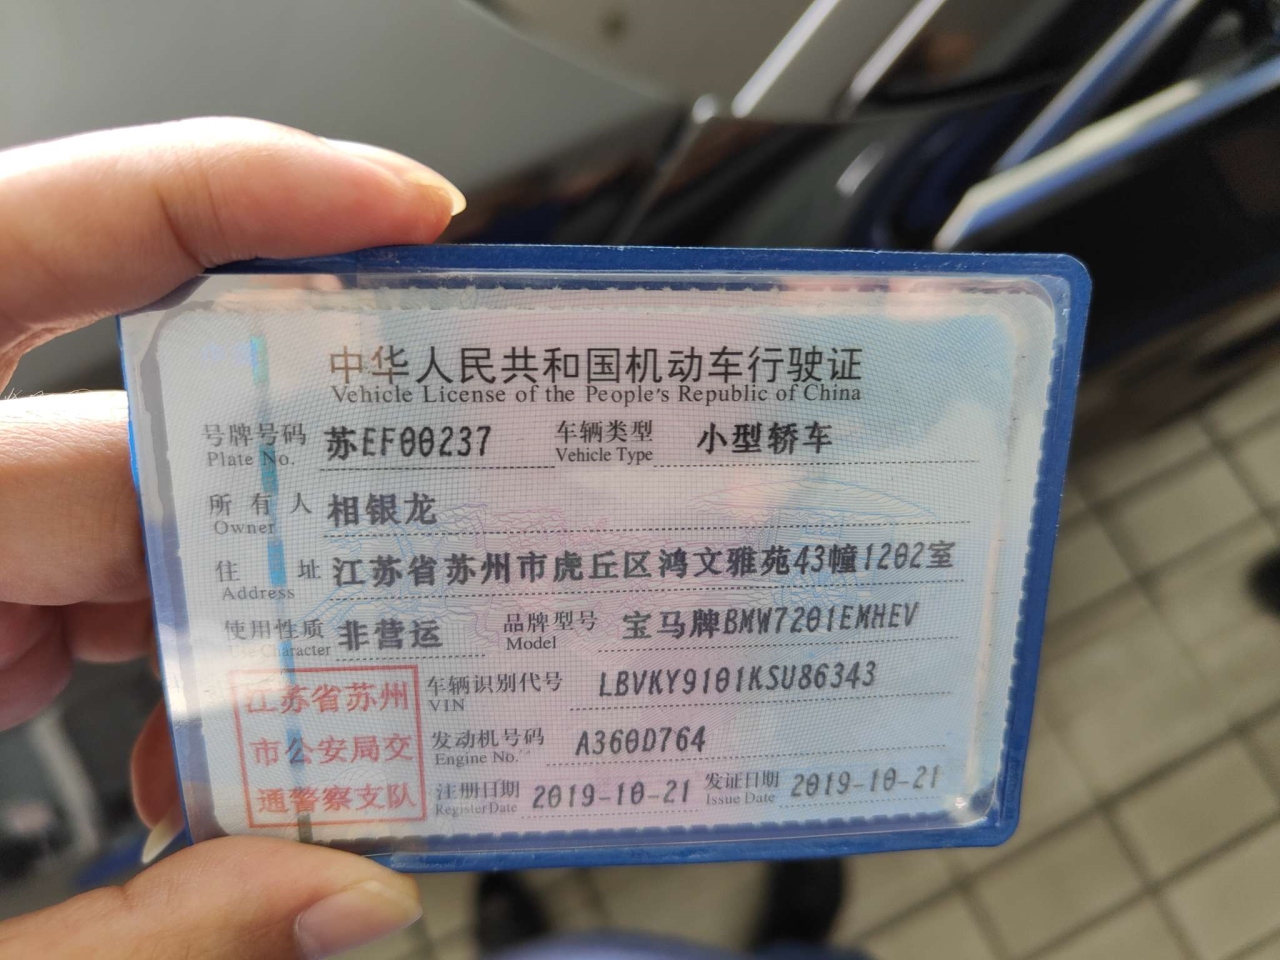 中华人民共和国机动车行驶证
Vehicle License of the People's Republic of China
号牌号码 苏EF00237 车辆类型 小型轿车
Plate No. Vehicle Type
所有人 相银龙
Owner
住址 江苏省苏州市虎丘区鸿文雅苑43幢1202室
Address
使用性质 非营运 品牌型号 宝马牌BMW7201EMHEV
Use Character Model
江苏省苏州
市公安局交
通警察支队
车辆识别代号 LBVKY9101KSU86343
VIN
发动机号码 A360D764
Engine No.
注册日期 2019-10-21 发证日期 2019-10-21
Register Date Issue Date